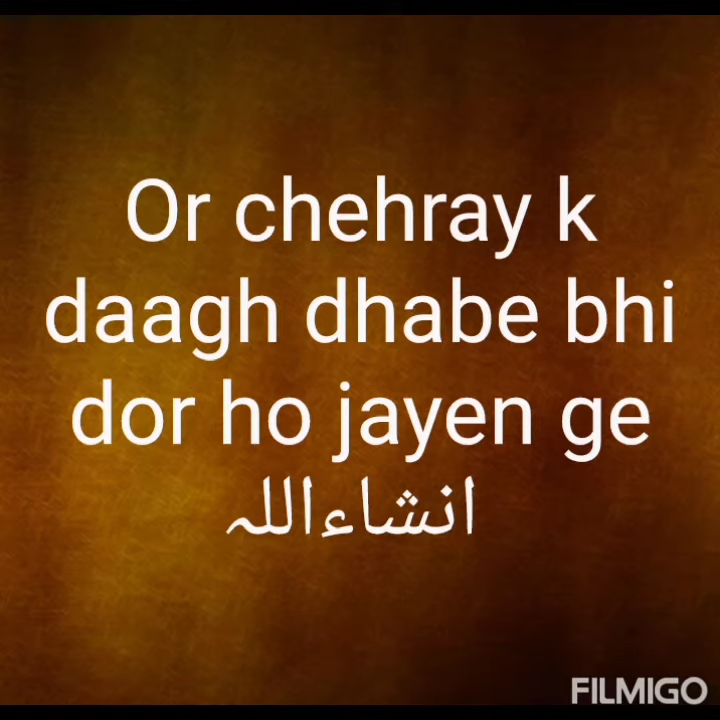 Or chehray k
daagh dhabe bhi
dor ho jayen ge
انشاءاللہ
FILMIGO